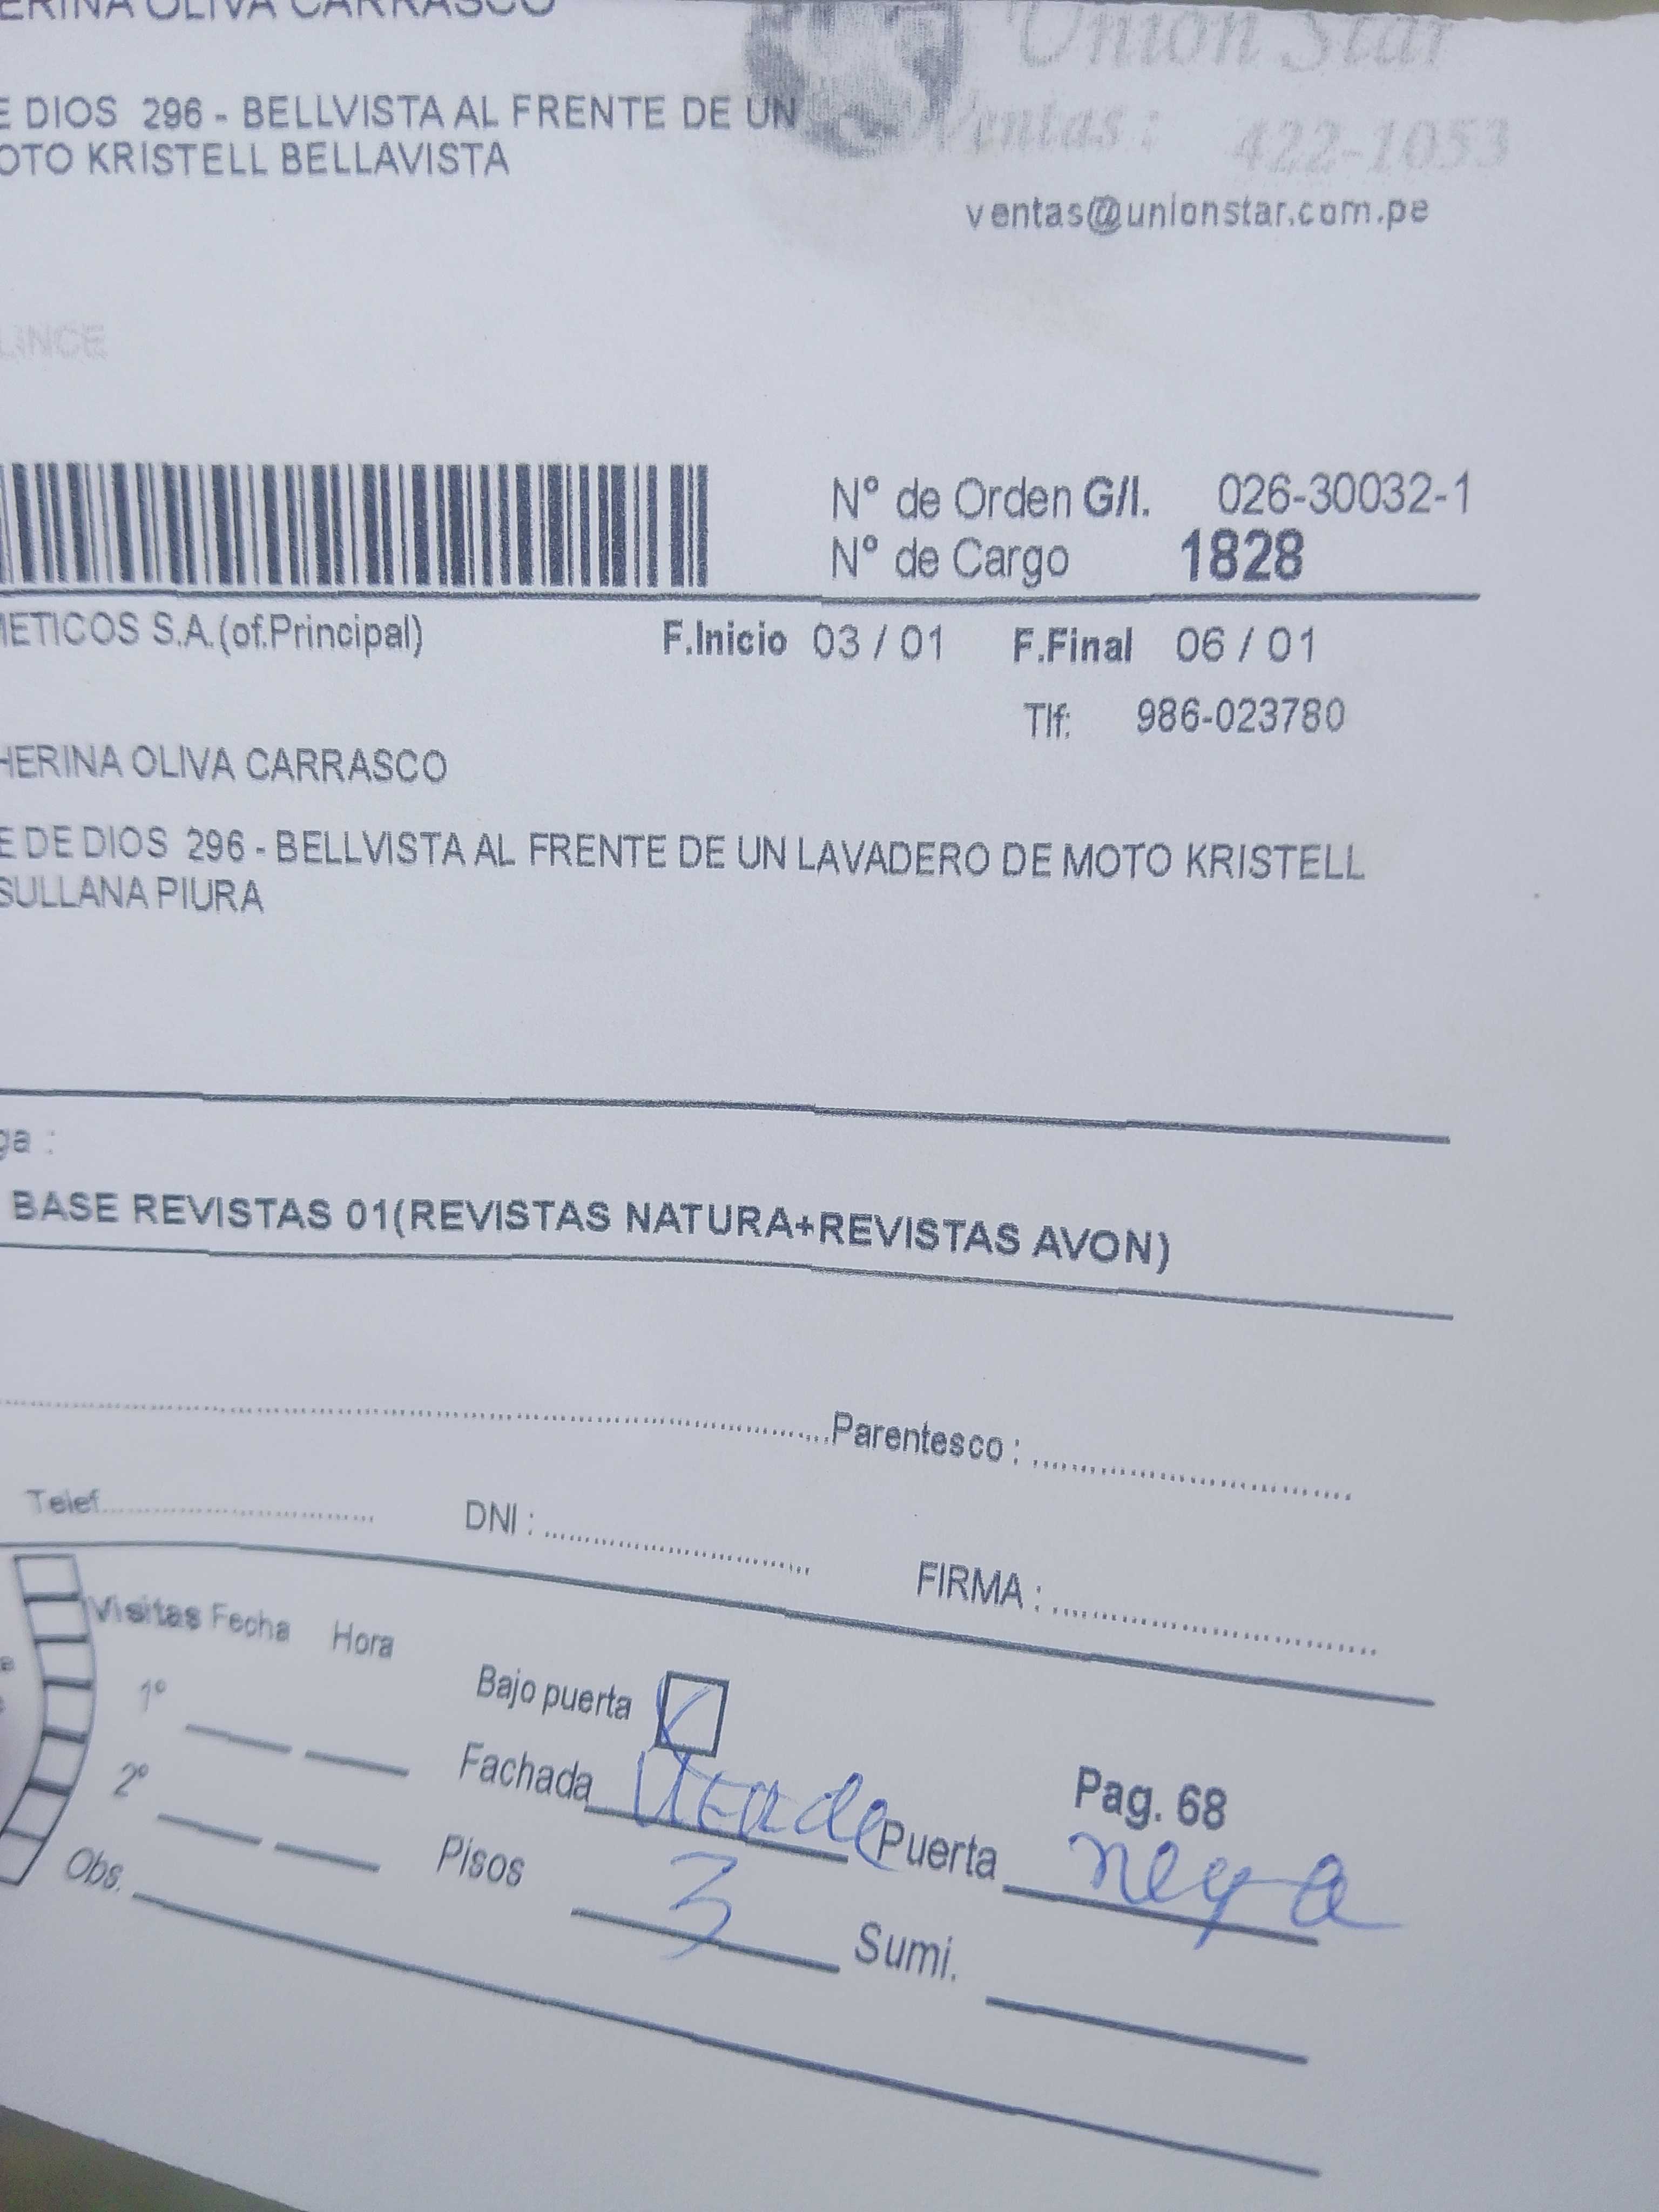 ERINA OLIVA CARRASCO
Union Star
E DIOS 296 - BELLVISTA AL FRENTE DE UN
Ventas : 422-1053
OTO KRISTELL BELLAVISTA
ventas@unionstar.com.pe
LINCE
N° de Orden G/I. 026-30032-1
N° de Cargo 1828
METICOS S.A.(of.Principal) F.Inicio 03 / 01 F.Final 06 / 01
Tlf: 986-023780
HERINA OLIVA CARRASCO
E DE DIOS 296 - BELLVISTA AL FRENTE DE UN LAVADERO DE MOTO KRISTELL
SULLANA PIURA
ga :
BASE REVISTAS 01(REVISTAS NATURA+REVISTAS AVON)
Parentesco :
Telef. DNI : FIRMA :
Visitas Fecha Hora
Bajo puerta
1°
Fachada Verde Pag. 68
2°
Puerta negra
Pisos 3
Obs. Sumi.